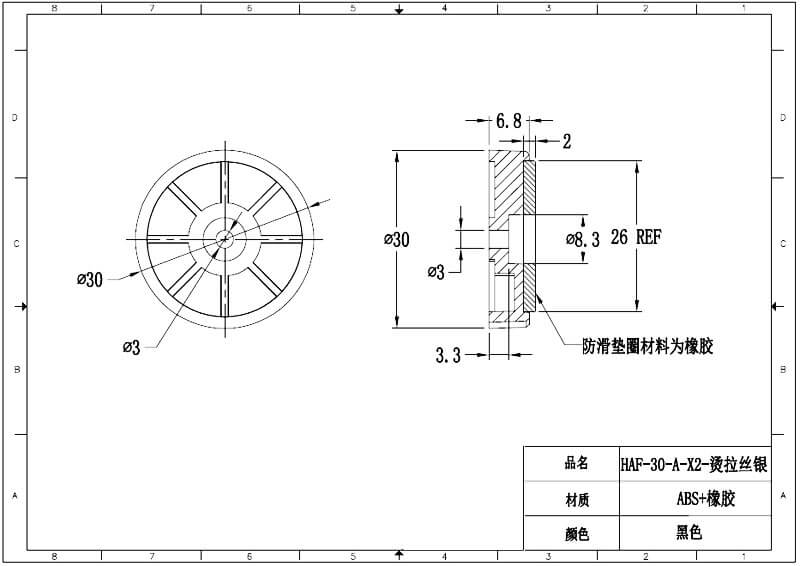 8 7 6 5 4 3 2 1
D D
6.8
2
C C
ø30 ø3 ø8.3 26 REF
ø30
ø3
3.3
防滑垫圈材料为橡胶
B B
品名 HAF-30-A-X2-烫拉丝银
材质 ABS+橡胶
颜色 黑色
A A
8 7 6 5 4 3 2 1